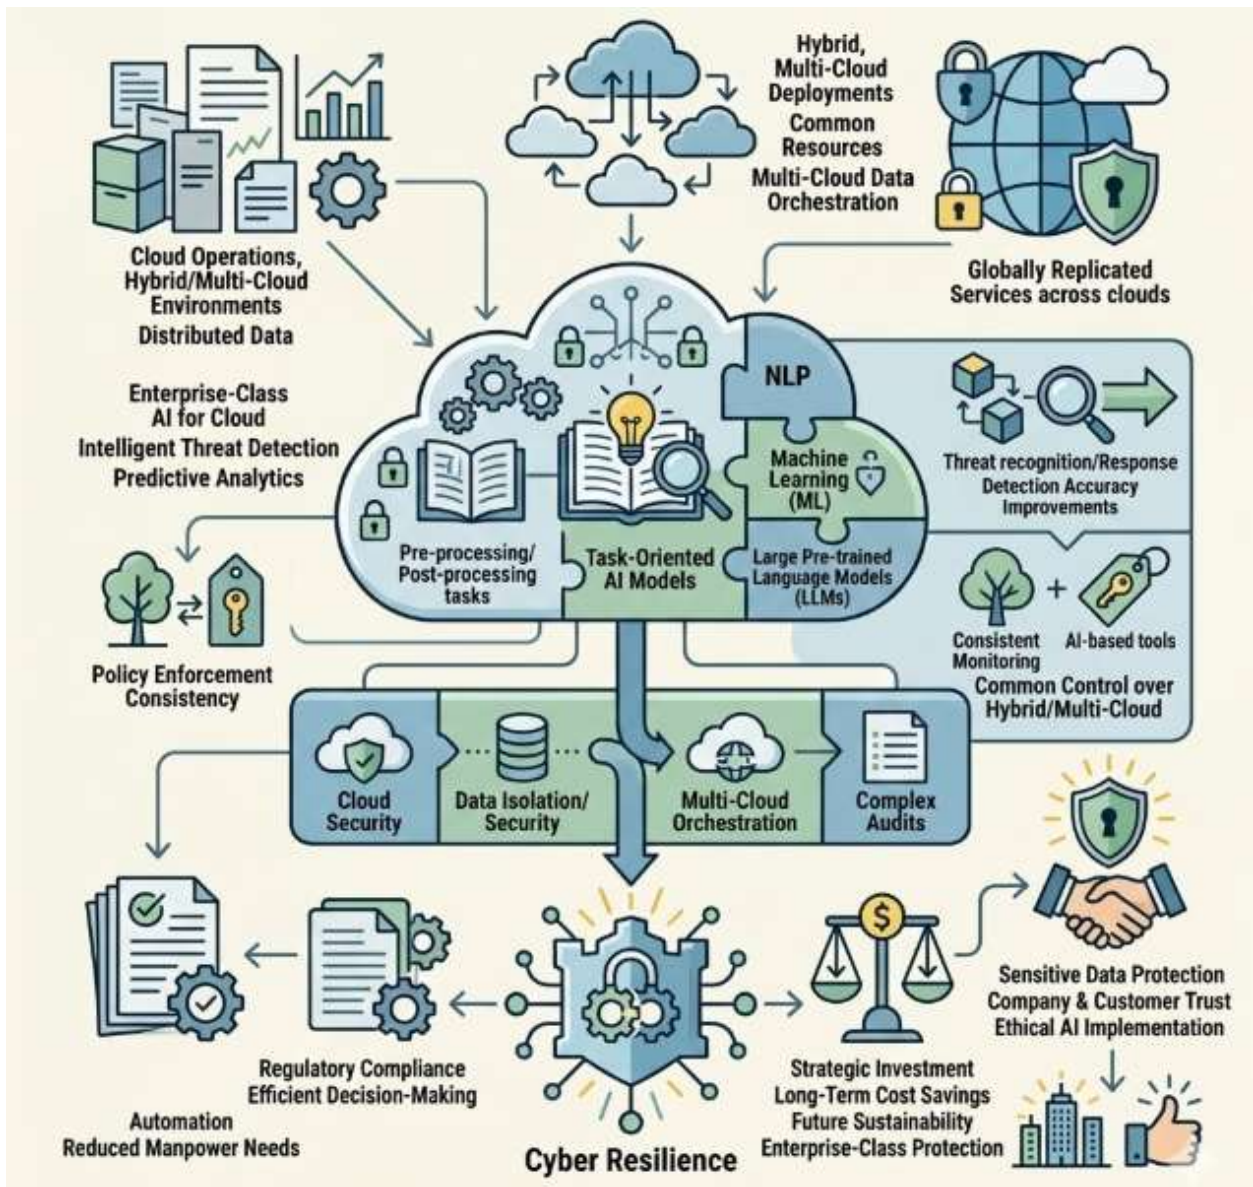 Hybrid,
Multi-Cloud
Deployments
Common
Resources
Multi-Cloud Data
Orchestration
Cloud Operations,
Hybrid/Multi-Cloud
Environments
Distributed Data
Globally Replicated
Services across clouds
Enterprise-Class
AI for Cloud
Intelligent Threat Detection
Predictive Analytics
NLP
Machine
Learning
(ML)
Pre-processing/
Post-processing
tasks
Task-Oriented
AI Models
Large Pre-trained
Language Models
(LLMs)
Threat recognition/Response
Detection Accuracy
Improvements
Consistent
Monitoring
+
AI-based tools
Common Control over
Hybrid/Multi-Cloud
Policy Enforcement
Consistency
Cloud
Security
Data Isolation/
Security
Multi-Cloud
Orchestration
Complex
Audits
$
Sensitive Data Protection
Company & Customer Trust
Ethical AI Implementation
Regulatory Compliance
Efficient Decision-Making
Automation
Reduced Manpower Needs
Cyber Resilience
Strategic Investment
Long-Term Cost Savings
Future Sustainability
Enterprise-Class Protection